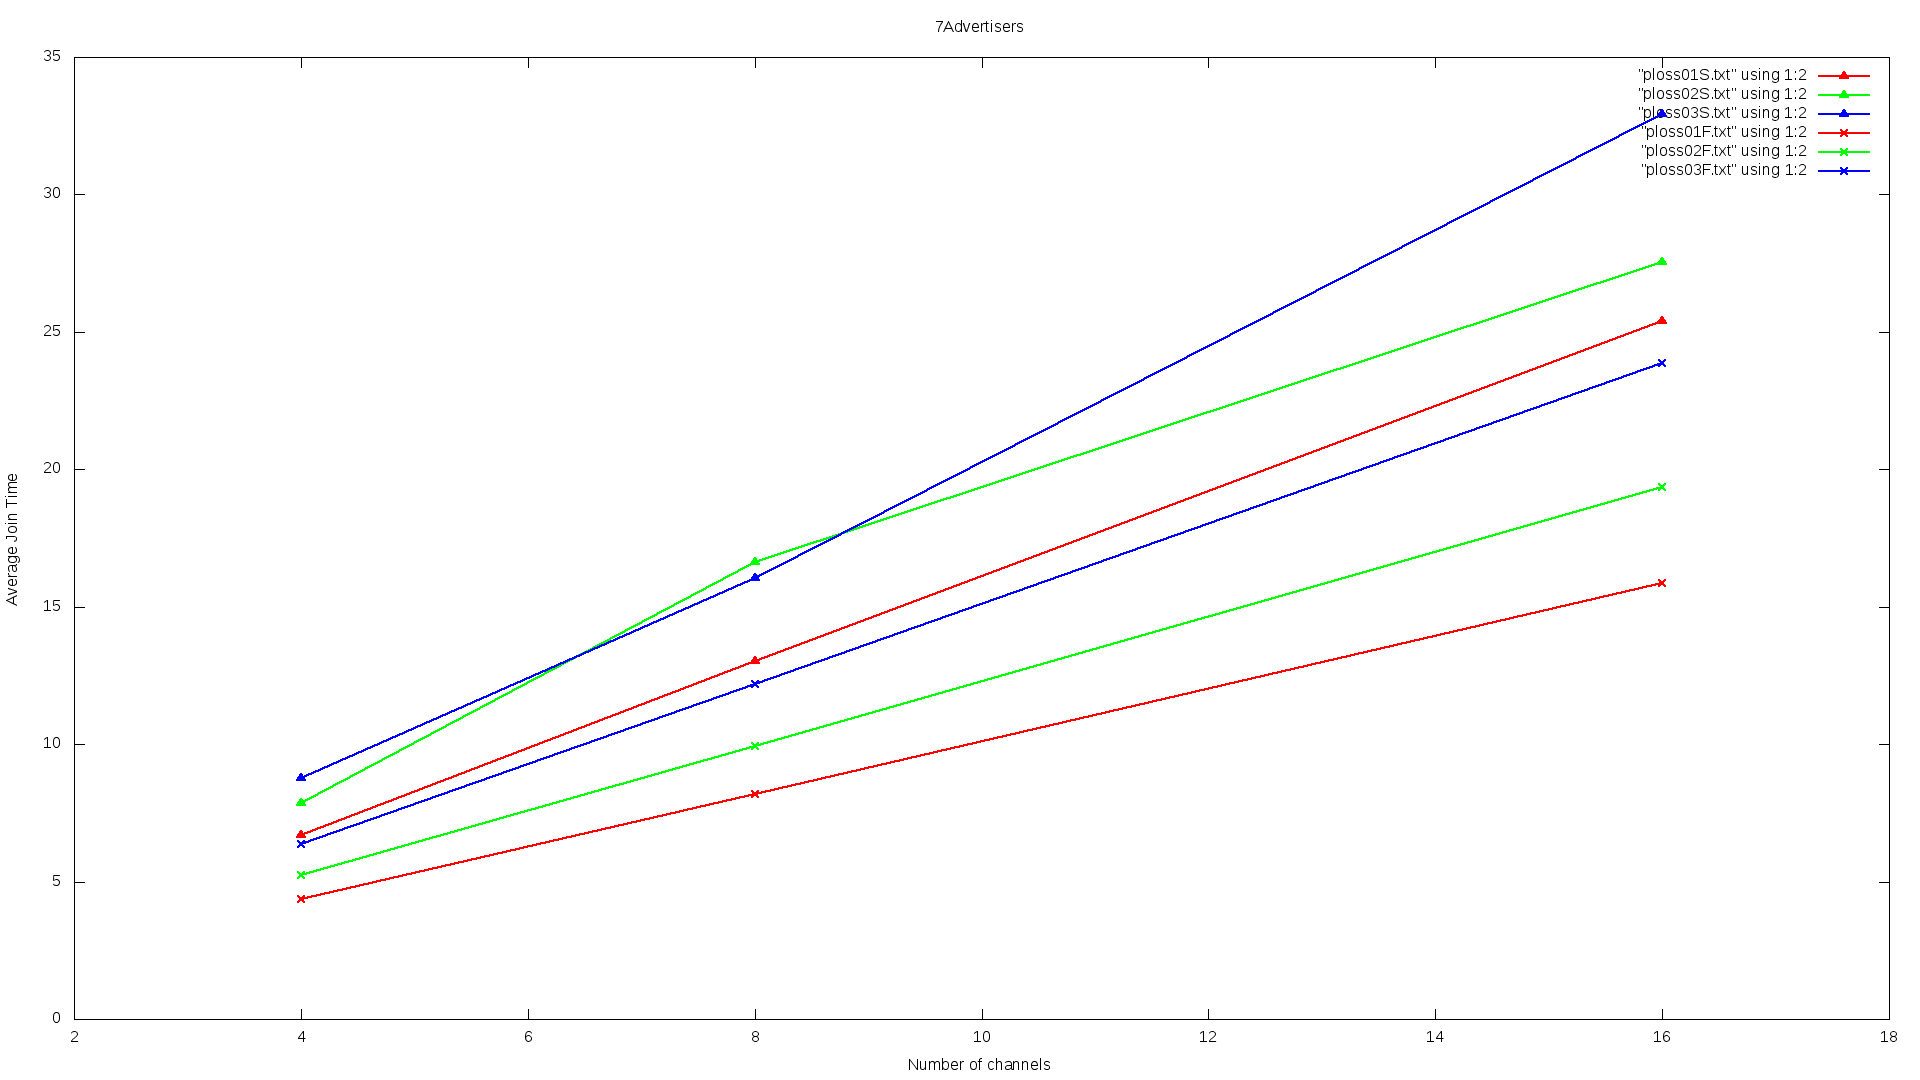 7Advertisers
35
30
25
20
15
10
5
0
Average Join Time
"ploss01S.txt" using 1:2
"ploss02S.txt" using 1:2
"ploss03S.txt" using 1:2
"ploss01F.txt" using 1:2
"ploss02F.txt" using 1:2
"ploss03F.txt" using 1:2
2 4 6 8 10 12 14 16 18
Number of channels